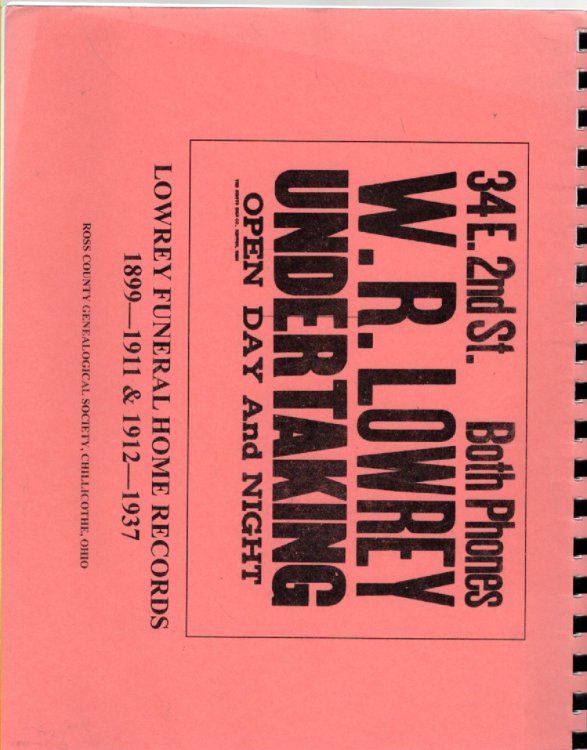 34 E. 2nd St. Both Phones
W. R. LOWREY
UNDERTAKING
OPEN DAY And NIGHT
LOWREY FUNERAL HOME RECORDS
1899—1911 & 1912—1937
ROSS COUNTY GENEALOGICAL SOCIETY, CHILLICOTHE, OHIO